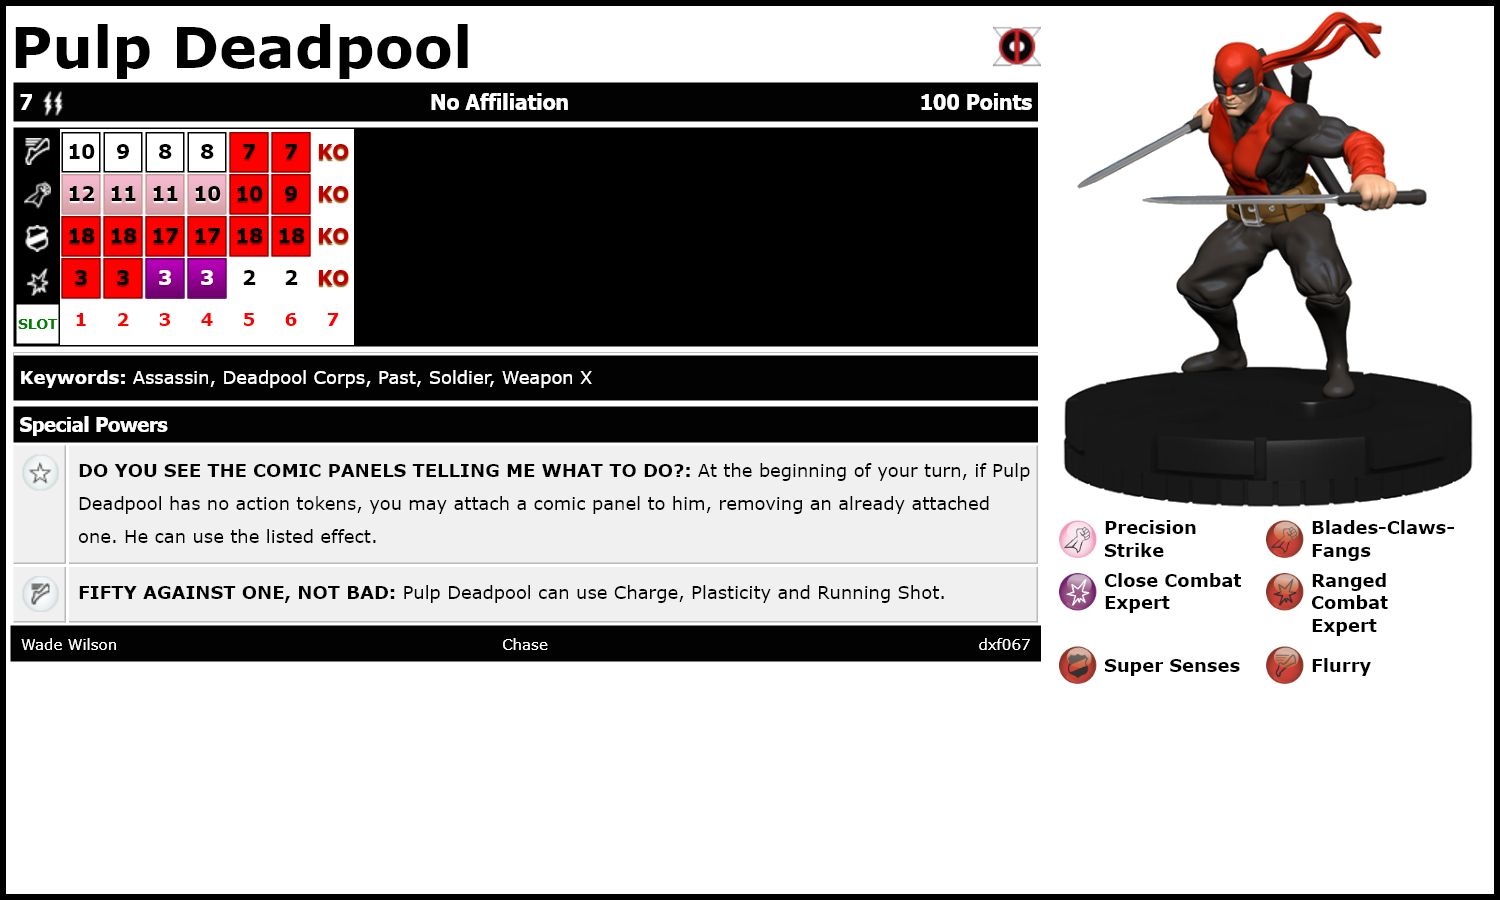 Pulp Deadpool
7 No Affiliation 100 Points
10 9 8 8 7 7 KO
12 11 11 10 10 9 KO
18 18 17 17 18 18 KO
3 3 3 3 2 2 KO
SLOT 1 2 3 4 5 6 7
Keywords: Assassin, Deadpool Corps, Past, Soldier, Weapon X
Special Powers
DO YOU SEE THE COMIC PANELS TELLING ME WHAT TO DO?: At the beginning of your turn, if Pulp
Deadpool has no action tokens, you may attach a comic panel to him, removing an already attached
one. He can use the listed effect.
FIFTY AGAINST ONE, NOT BAD: Pulp Deadpool can use Charge, Plasticity and Running Shot.
Wade Wilson Chase dxf067
Precision
Strike
Blades-Claws-
Fangs
Close Combat
Expert
Ranged
Combat
Expert
Super Senses
Flurry